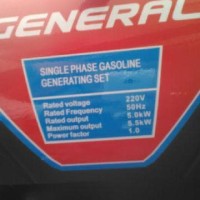 GENERAL
SINGLE PHASE GASOLINE
GENERATING SET
Rated voltage 220V
Rated Frequency 50Hz
Rated output 5.0kW
Maximum output 5.5kW
Power factor 1.0